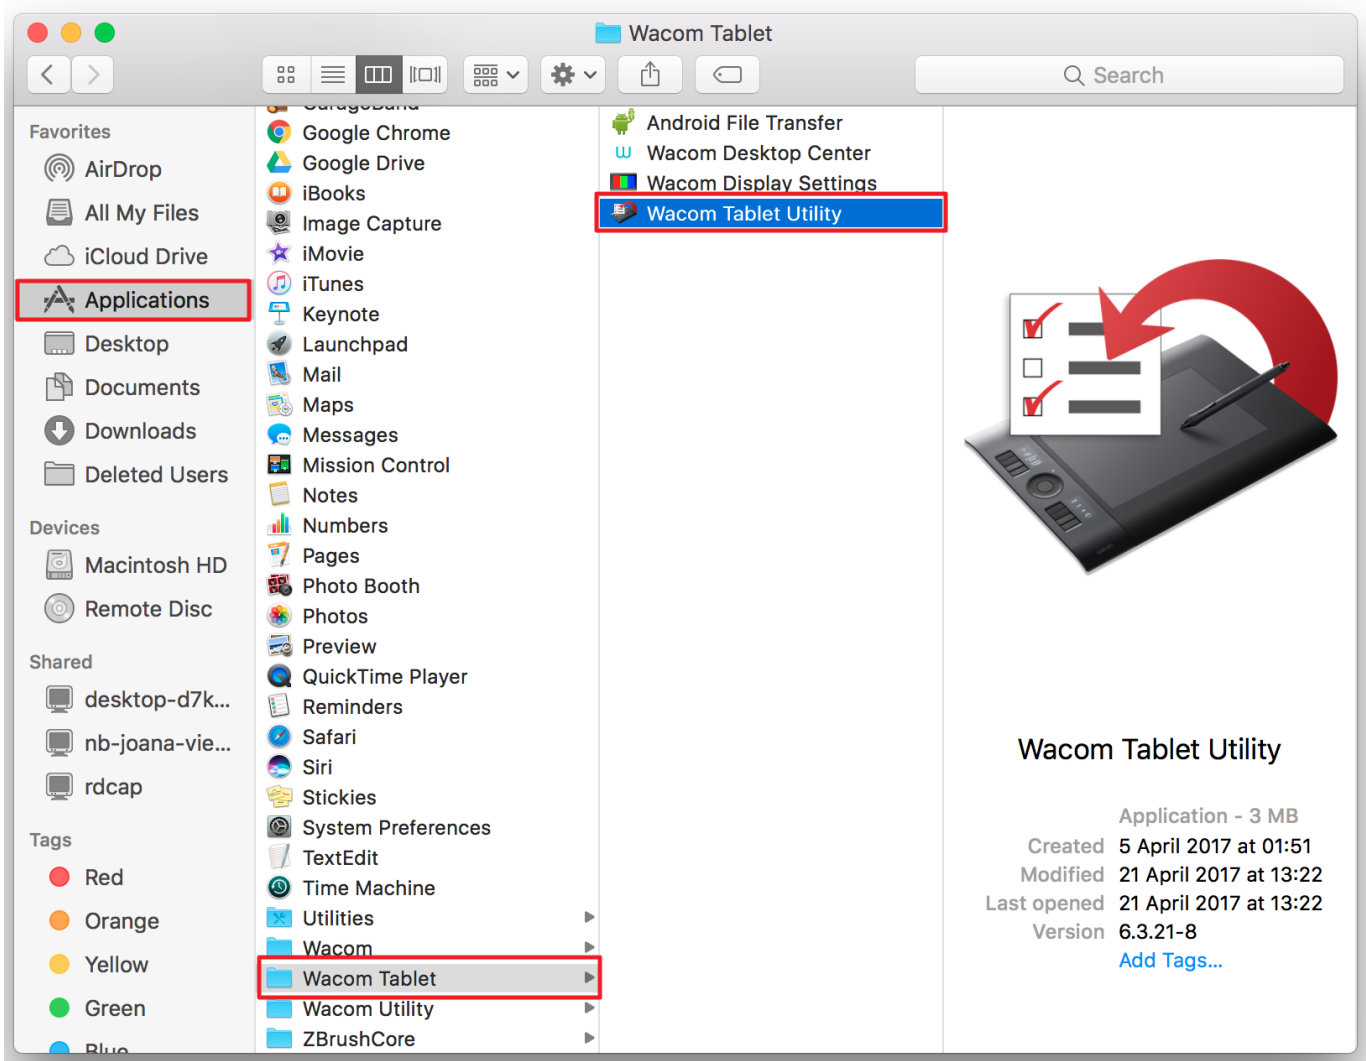 Wacom Tablet
Search
Favorites
AirDrop
All My Files
iCloud Drive
Applications
Desktop
Documents
Downloads
Deleted Users
Devices
Macintosh HD
Remote Disc
Shared
desktop-d7k...
nb-joana-vie...
rdcap
Tags
Red
Orange
Yellow
Green
Blue
GarageBand
Google Chrome
Google Drive
iBooks
Image Capture
iMovie
iTunes
Keynote
Launchpad
Mail
Maps
Messages
Mission Control
Notes
Numbers
Pages
Photo Booth
Photos
Preview
QuickTime Player
Reminders
Safari
Siri
Stickies
System Preferences
TextEdit
Time Machine
Utilities
Wacom
Wacom Tablet
Wacom Utility
ZBrushCore
Android File Transfer
Wacom Desktop Center
Wacom Display Settings
Wacom Tablet Utility
Wacom Tablet Utility
Application - 3 MB
Created 5 April 2017 at 01:51
Modified 21 April 2017 at 13:22
Last opened 21 April 2017 at 13:22
Version 6.3.21-8
Add Tags...